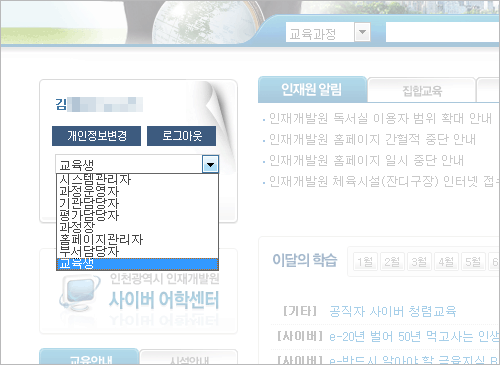 교육과정
김
개인정보변경 로그아웃
교육생
시스템관리자
과정운영자
기관담당자
평가담당자
과정장
홈페이지관리자
부서담당자
교육생
인천광역시 인재개발원
사이버 어학센터
교육안내 시설안내
인재원 알림 집합교육
· 인재개발원 독서실 이용자 범위 확대 안내
· 인재개발원 홈페이지 간헐적 중단 안내
· 인재개발원 홈페이지 일시 중단 안내
· 인재개발원 체육시설(잔디구장) 인터넷 접수
이달의 학습 1월 2월 3월 4월 5월 6
[기타] 공직자 사이버 청렴교육
[사이버] e-20년 벌어 50년 먹고사는 인생
[사이버] e-반드시 알아야 할 금융지식